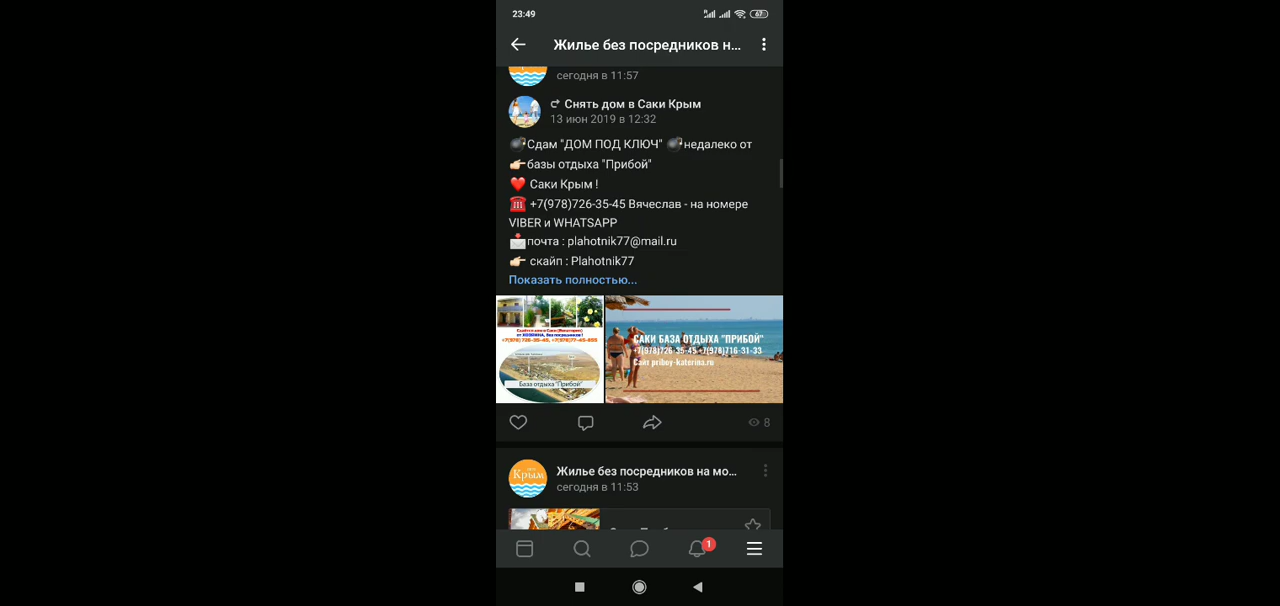 23:49
67
Жилье без посредников н...
сегодня в 11:57
Снять дом в Саки Крым
13 июн 2019 в 12:32
Сдам "ДОМ ПОД КЛЮЧ" недалеко от
базы отдыха "Прибой"
Саки Крым !
+7(978)726-35-45 Вячеслав - на номере
VIBER и WHATSAPP
почта : plahotnik77@mail.ru
скайп : Plahotnik77
Показать полностью...
База отдыха "Прибой"
САКИ БАЗА ОТДЫХА "ПРИБОЙ"
+7(978)726-35-45 +7(978)716-31-33
Сайт priboy-katerina.ru
8
Крым
Жилье без посредников на мо...
сегодня в 11:53
1